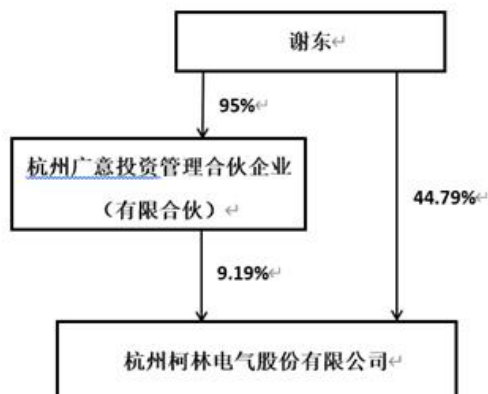 谢东
95%
杭州广意投资管理合伙企业
（有限合伙）
44.79%
9.19%
杭州柯林电气股份有限公司